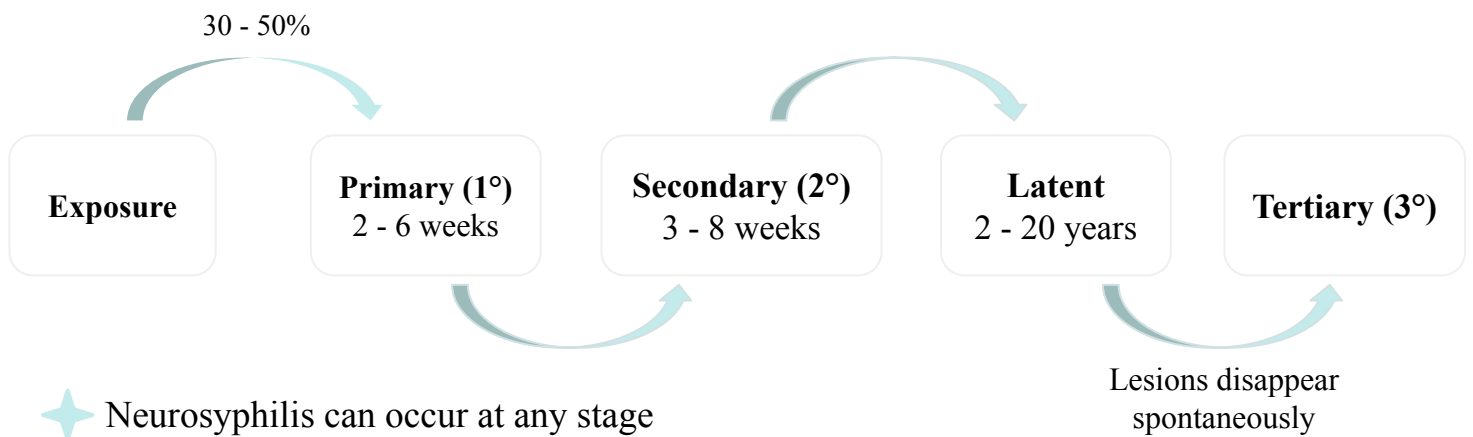 30 - 50%
Exposure
Primary (1°)
2 - 6 weeks
Secondary (2°)
3 - 8 weeks
Latent
2 - 20 years
Tertiary (3°)
Lesions disappear
spontaneously
Neurosyphilis can occur at any stage